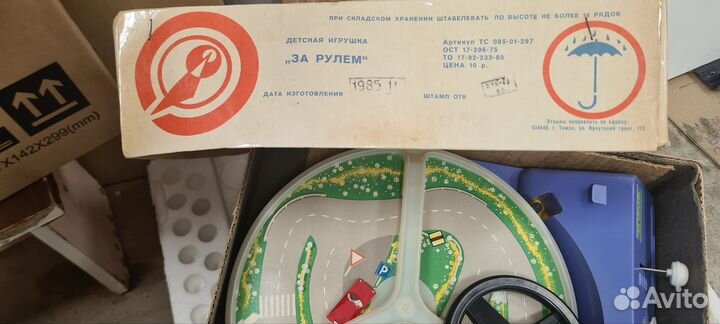 ПРИ СКЛАДСКОМ ХРАНЕНИИ ШТАБЕЛЕВАТЬ ПО ВЫСОТЕ НЕ БОЛЕЕ 10 РЯДОВ
ДЕТСКАЯ ИГРУШКА
„ЗА РУЛЕМ"
ДАТА ИЗГОТОВЛЕНИЯ
1985 11
ШТАМП ОТК
Артикул ТС 085-01-297
ОСТ 17-296-75
ТО 17-92-233-80
ЦЕНА 10 р.
Отзывы направлять по адресу:
634040, г. Томск, ул. Иркутский тракт,
X142X299(mm)
P
Avito